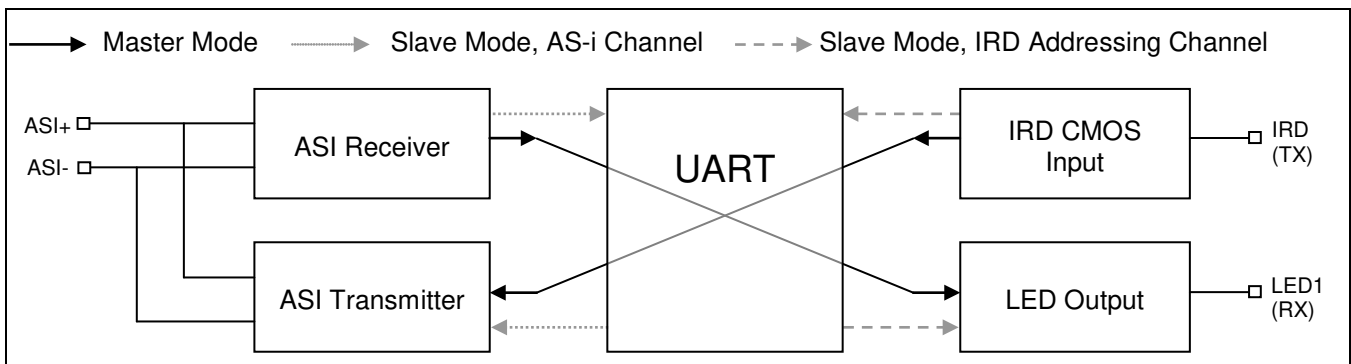 Master Mode
Slave Mode, AS-i Channel
Slave Mode, IRD Addressing Channel
ASI+
ASI-
ASI Receiver
ASI Transmitter
UART
IRD CMOS
Input
IRD
(TX)
LED Output
LED1
(RX)